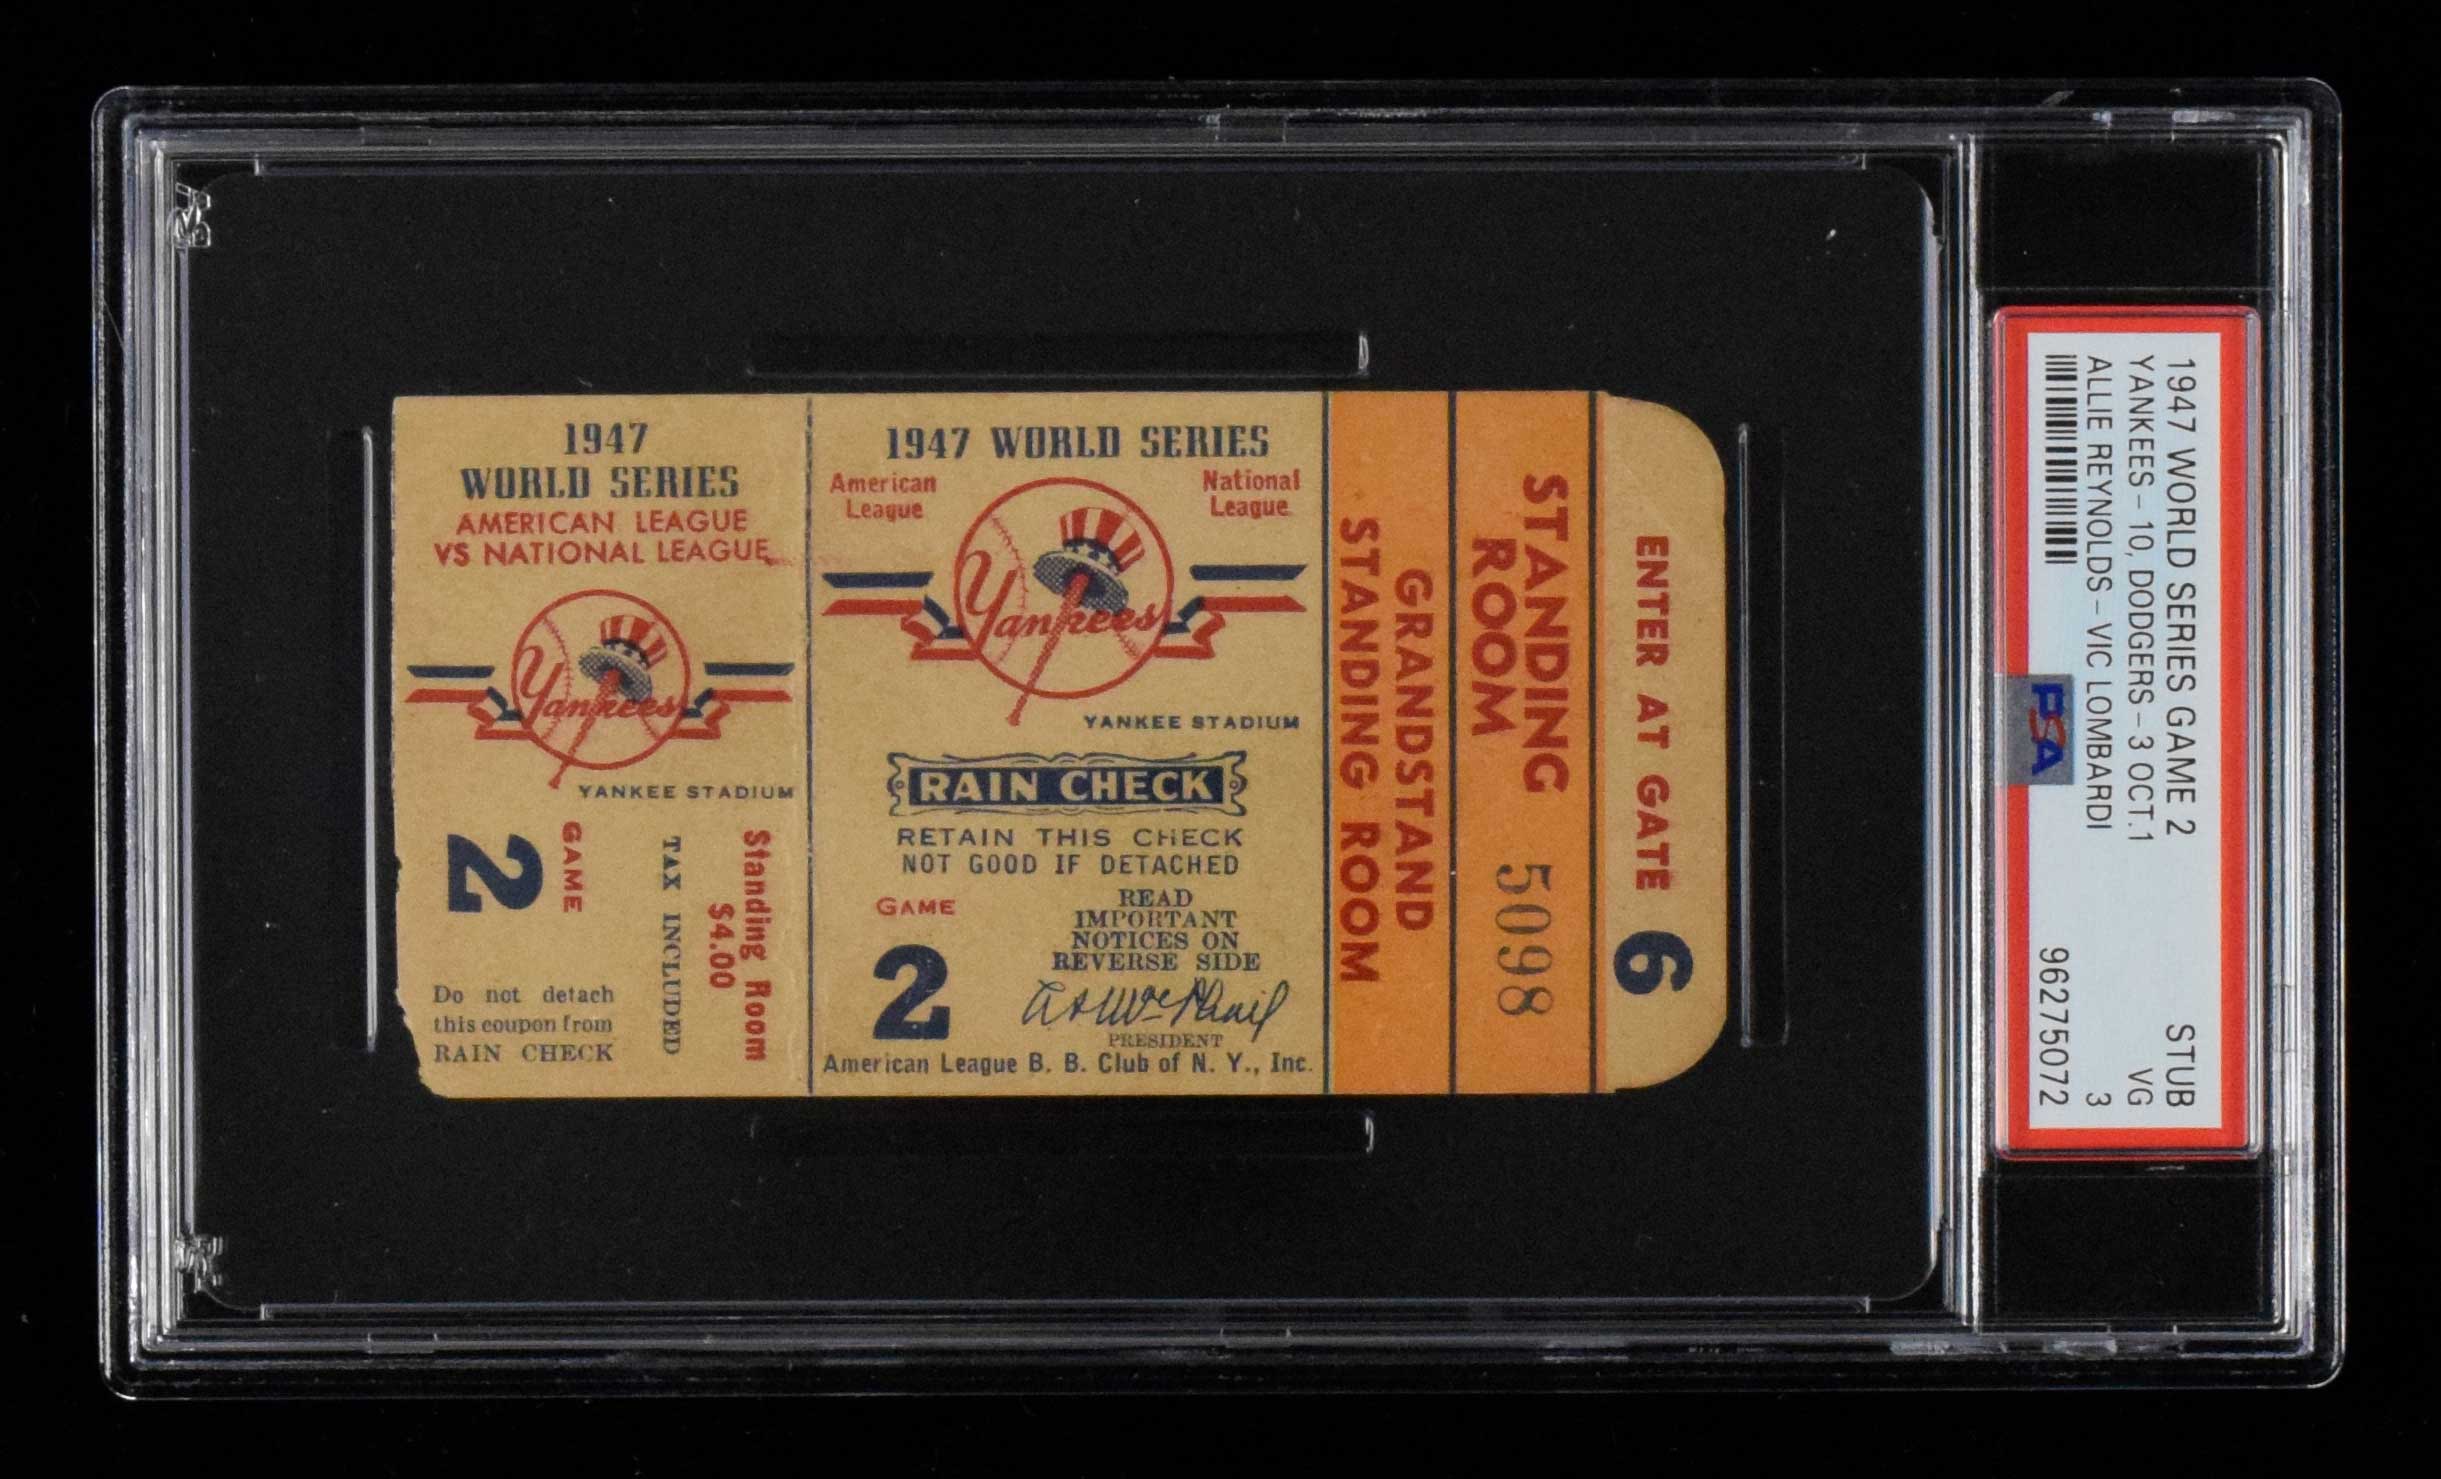 1947
WORLD SERIES
AMERICAN LEAGUE
VS NATIONAL LEAGUE
Yankees
YANKEE STADIUM
GAME
2
Standing Room
$4.00
TAX INCLUDED
Do not detach
this coupon from
RAIN CHECK
1947 WORLD SERIES
American
League
National
League
Yankees
YANKEE STADIUM
RAIN CHECK
RETAIN THIS CHECK
NOT GOOD IF DETACHED
GAME
2
READ
IMPORTANT
NOTICES ON
REVERSE SIDE
PRESIDENT
American League B. B. Club of N. Y., Inc.
GRANDSTAND
STANDING ROOM
STANDING
ROOM
5098
ENTER AT GATE 6
1947 WORLD SERIES GAME 2 STUB
YANKEES - 10, DODGERS - 3 OCT.1 VG
ALLIE REYNOLDS - VIC LOMBARDI 3
PSA
96275072